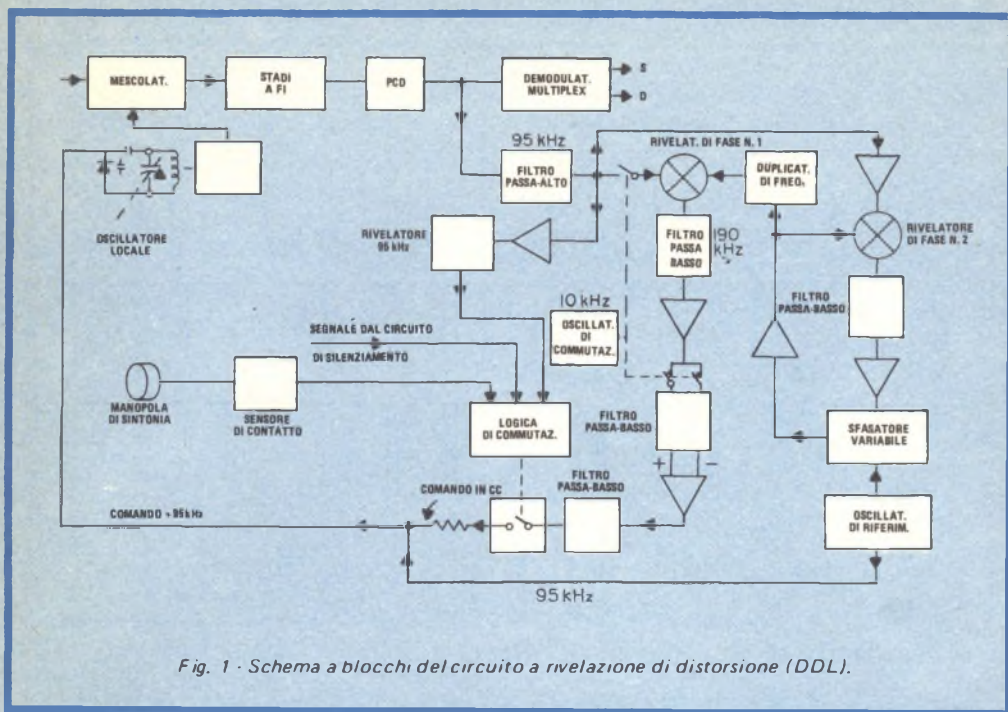 MESCOLAT.
STADI
A FI
PCD
DEMODULAT.
MULTIPLEX
S
D
95 kHz
FILTRO
PASSA-ALTO
RIVELAT. DI FASE N. 1
DUPLICAT.
DI FREQ.
OSCILLATORE
LOCALE
RIVELATORE
95 kHz
FILTRO
PASSA
BASSO
190
kHz
RIVELATORE
DI FASE N. 2
FILTRO
PASSA-BASSO
10 kHz
OSCILLAT.
DI
COMMUTAZ.
SEGNALE DAL CIRCUITO
DI SILENZIAMENTO
MANOPOLA
DI SINTONIA
SENSORE
DI CONTATTO
LOGICA
DI COMMUTAZ.
FILTRO
PASSA-BASSO
+ -
SFASATORE
VARIABILE
COMANDO IN CC
FILTRO
PASSA-BASSO
COMANDO + 95 kHz
OSCILLAT.
DI RIFERIM.
95 kHz
Fig. 1 - Schema a blocchi del circuito a rivelazione di distorsione (DDL).